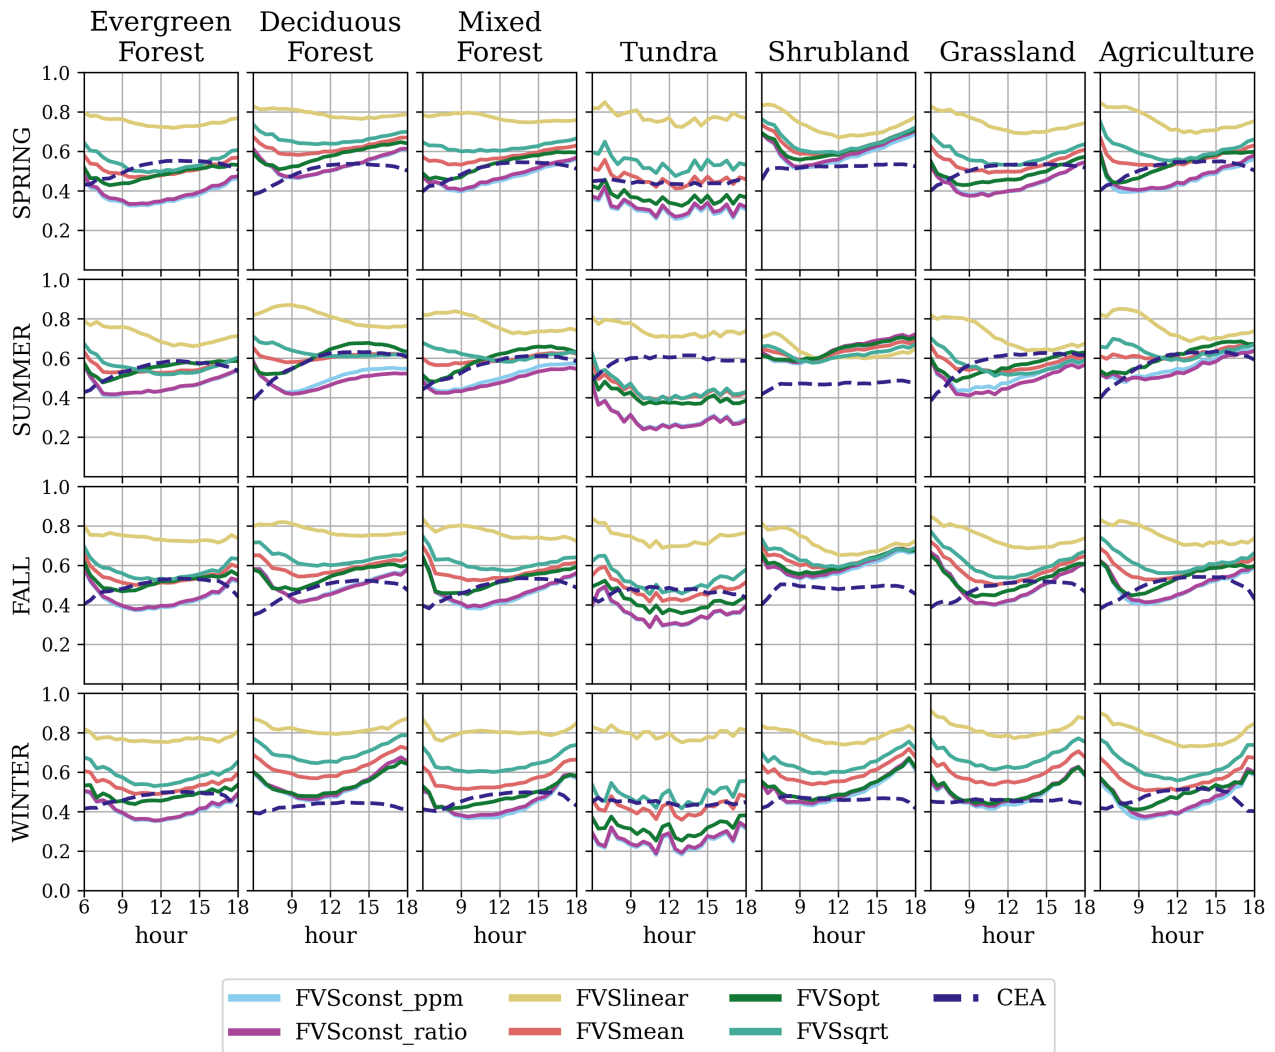 Evergreen Forest
Deciduous Forest
Mixed Forest
Tundra
Shrubland
Grassland
Agriculture
SPRING
1.0
0.8
0.6
0.4
0.2
SUMMER
1.0
0.8
0.6
0.4
0.2
FALL
1.0
0.8
0.6
0.4
0.2
WINTER
1.0
0.8
0.6
0.4
0.2
0.0
6 9 12 15 18 9 12 15 18 9 12 15 18 9 12 15 18 9 12 15 18 9 12 15 18 9 12 15 18
hour hour hour hour hour hour hour
FVSconst_ppm FVSlinear FVSopt CEA
FVSconst_ratio FVSmean FVSsqrt